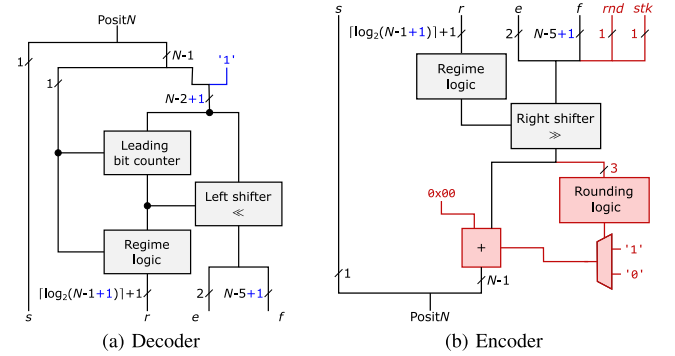 PositN
1
N-1
1
'1'
N-2+1
Leading
bit counter
Left shifter
≪
Regime
logic
⌈log₂(N-1+1)⌉+1
2
N-5+1
s r e f
(a) Decoder
s r e f rnd stk
⌈log₂(N-1+1)⌉+1
2
N-5+1
1
1
Regime
logic
Right shifter
≫
3
Rounding
logic
0x00
+
'1'
'0'
1
N-1
PositN
(b) Encoder